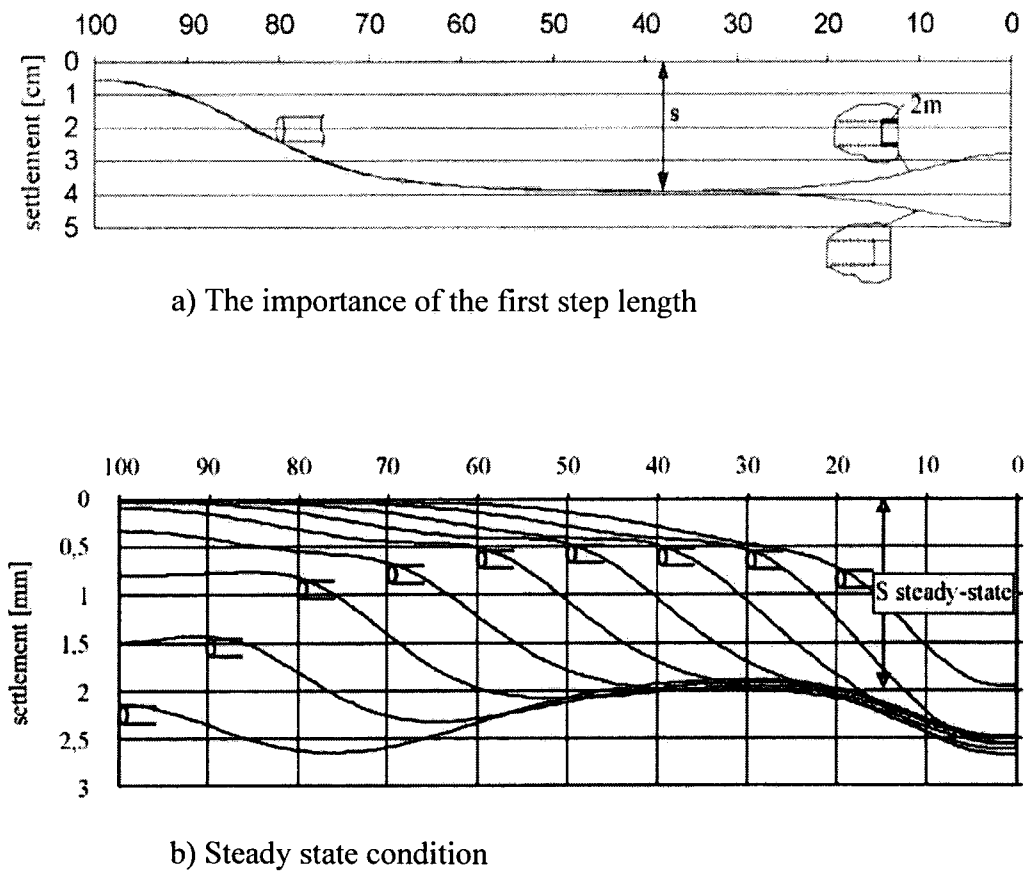 100 90 80 70 60 50 40 30 20 10 0
settlement [cm]
0
1
2
3
4
5
s
2m
a) The importance of the first step length
100 90 80 70 60 50 40 30 20 10 0
settlement [mm]
0
0,5
1
1,5
2
2,5
3
S steady-state
b) Steady state condition